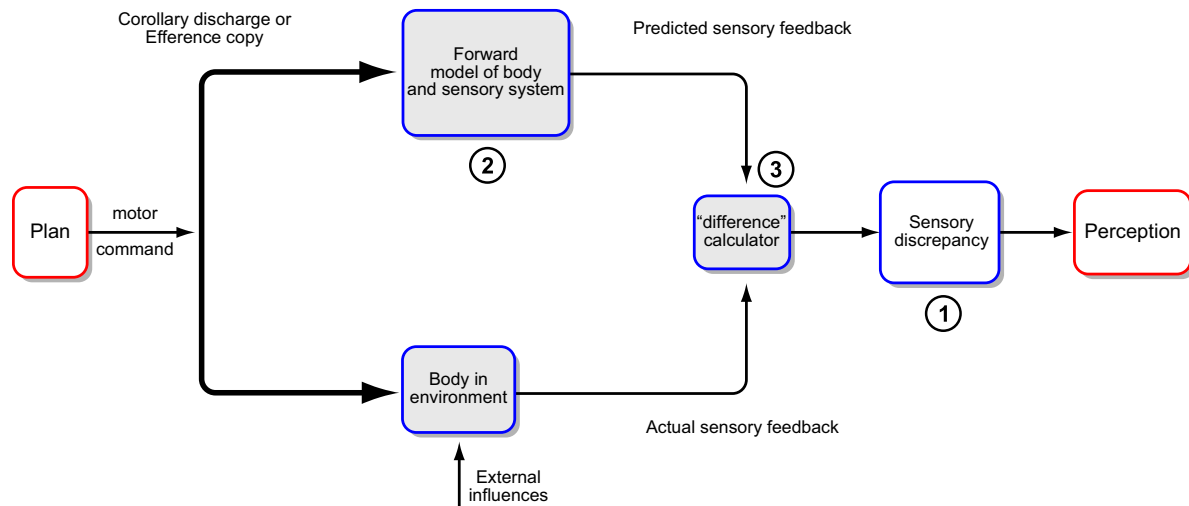 Corollary discharge or
Efference copy
Forward
model of body
and sensory system
Predicted sensory feedback
2
3
Plan
motor
command
“difference”
calculator
Sensory
discrepancy
Perception
1
Body in
environment
Actual sensory feedback
External
influences